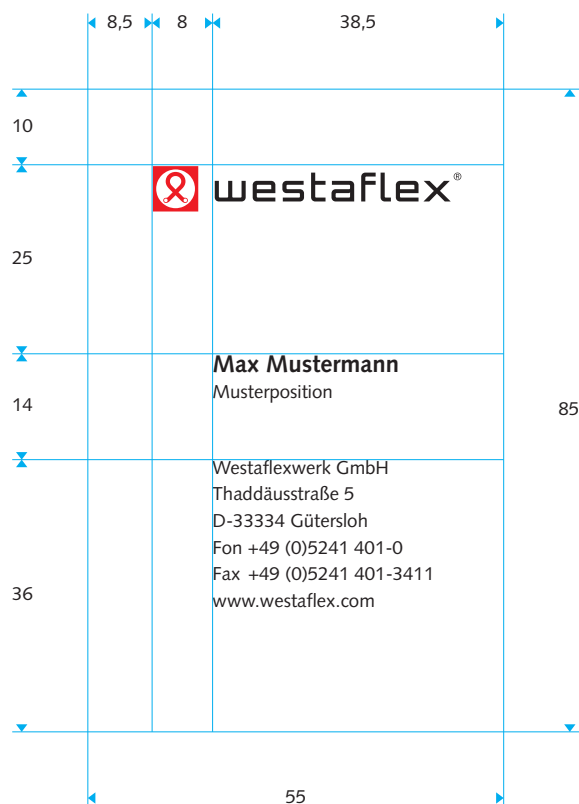 8,5 8 38,5
10
westaflex®
25
Max Mustermann
Musterposition
14
85
Westaflexwerk GmbH
Thaddäusstraße 5
D-33334 Gütersloh
Fon +49 (0)5241 401-0
Fax +49 (0)5241 401-3411
36
www.westaflex.com
55